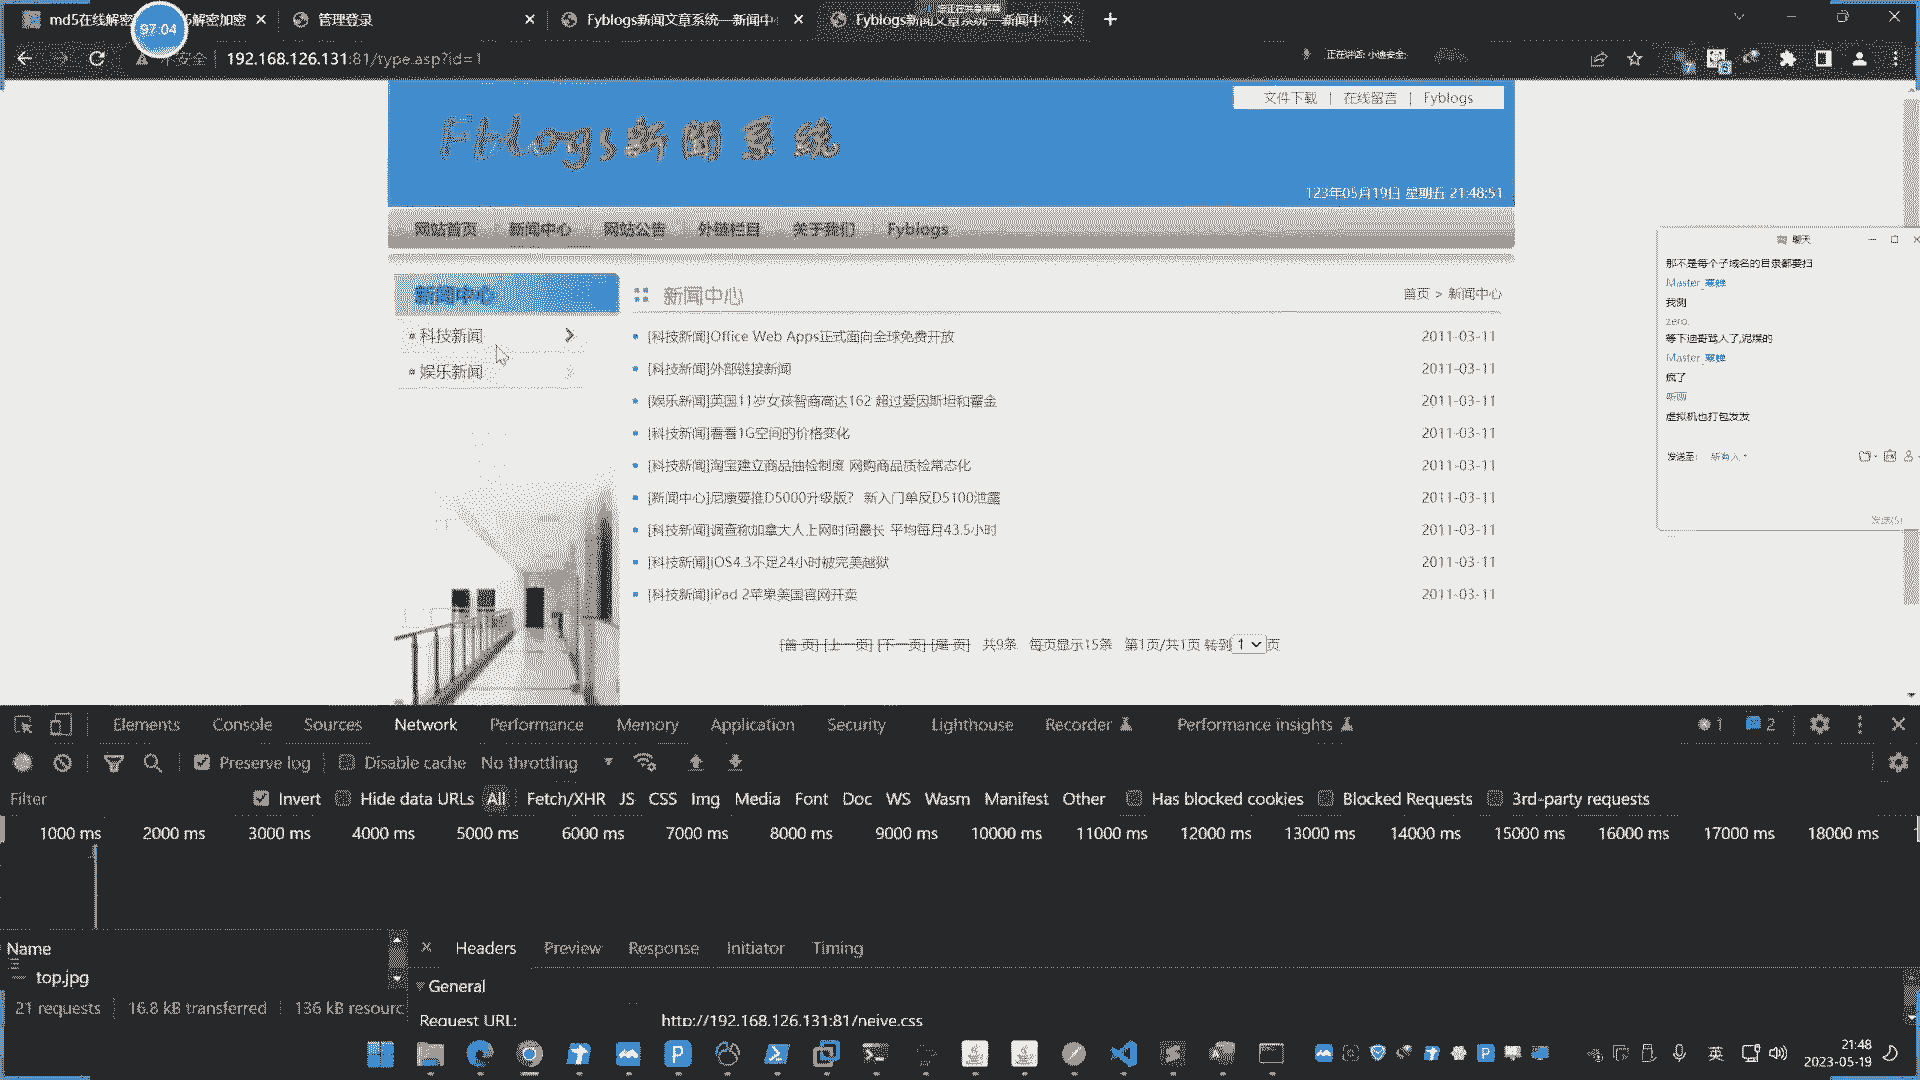 md5在线解密
5解密加密
管理登录
Fyblogs新闻文章系统—新闻中
Fyblogs新闻文章系统—新闻中
97:04
不安全
192.168.126.131:81/type.asp?id=1
正在讲话: 小迪安全;
文件下载 | 在线留言 | Fyblogs
Fblogs新闻系统
123年05月19日 星期五 21:48:51
网站首页 新闻中心 网站公告 外链栏目 关于我们 Fyblogs
新闻中心
科技新闻
娱乐新闻
新闻中心
首页 > 新闻中心
[科技新闻]Office Web Apps正式面向全球免费开放 2011-03-11
[科技新闻]外部链接新闻 2011-03-11
[娱乐新闻]英国11岁女孩智商高达162 超过爱因斯坦和霍金 2011-03-11
[科技新闻]看看1G空间的价格变化 2011-03-11
[科技新闻]淘宝建立商品抽检制度 网购商品质检常态化 2011-03-11
[新闻中心]尼康要推D5000升级版? 新入门单反D5100泄露 2011-03-11
[科技新闻]调查称加拿大人上网时间最长 平均每月43.5小时 2011-03-11
[科技新闻]iOS4.3不足24小时被完美越狱 2011-03-11
[科技新闻]iPad 2苹果美国官网开卖 2011-03-11
[首 页] [上一页] [下一页] [尾 页] 共9条 每页显示15条 第1页/共1页 转到 1 页
聊天
那不是每个子域名的目录都要扫
我测
zero.
等下迪哥骂人了,泥煤的
疯了
听雨
虚拟机也打包发发
发送至: 所有人
发送(S)
Elements Console Sources Network Performance Memory Application Security Lighthouse Recorder Performance insights 1 2
Preserve log Disable cache No throttling
Filter Invert Hide data URLs All Fetch/XHR JS CSS Img Media Font Doc WS Wasm Manifest Other Has blocked cookies Blocked Requests 3rd-party requests
1000 ms 2000 ms 3000 ms 4000 ms 5000 ms 6000 ms 7000 ms 8000 ms 9000 ms 10000 ms 11000 ms 12000 ms 13000 ms 14000 ms 15000 ms 16000 ms 17000 ms 18000 ms
Name
top.jpg
21 requests 16.8 kB transferred 136 kB resourc
Headers Preview Response Initiator Timing
General
Request URL: http://192.168.126.131:81/neive.css
英
21:48
2023-05-19